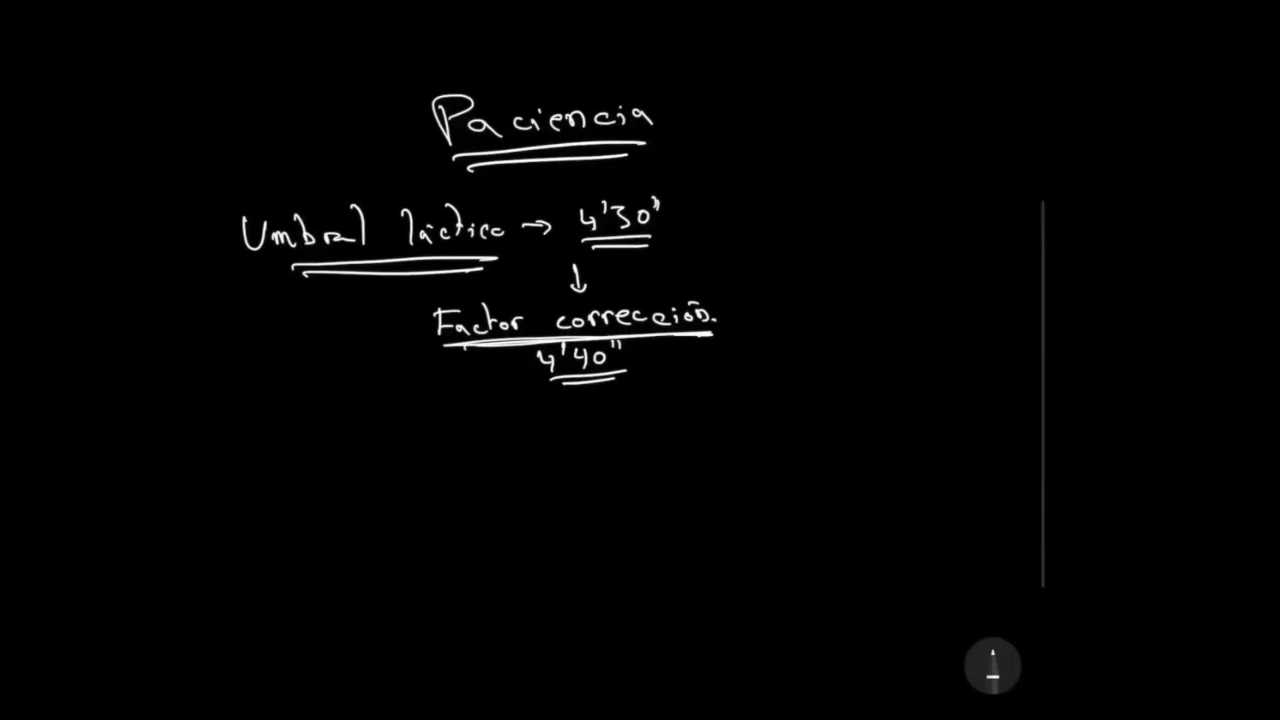 Paciencia
Umbral láctico → 4'30"
↓
Factor corrección.
4'40"